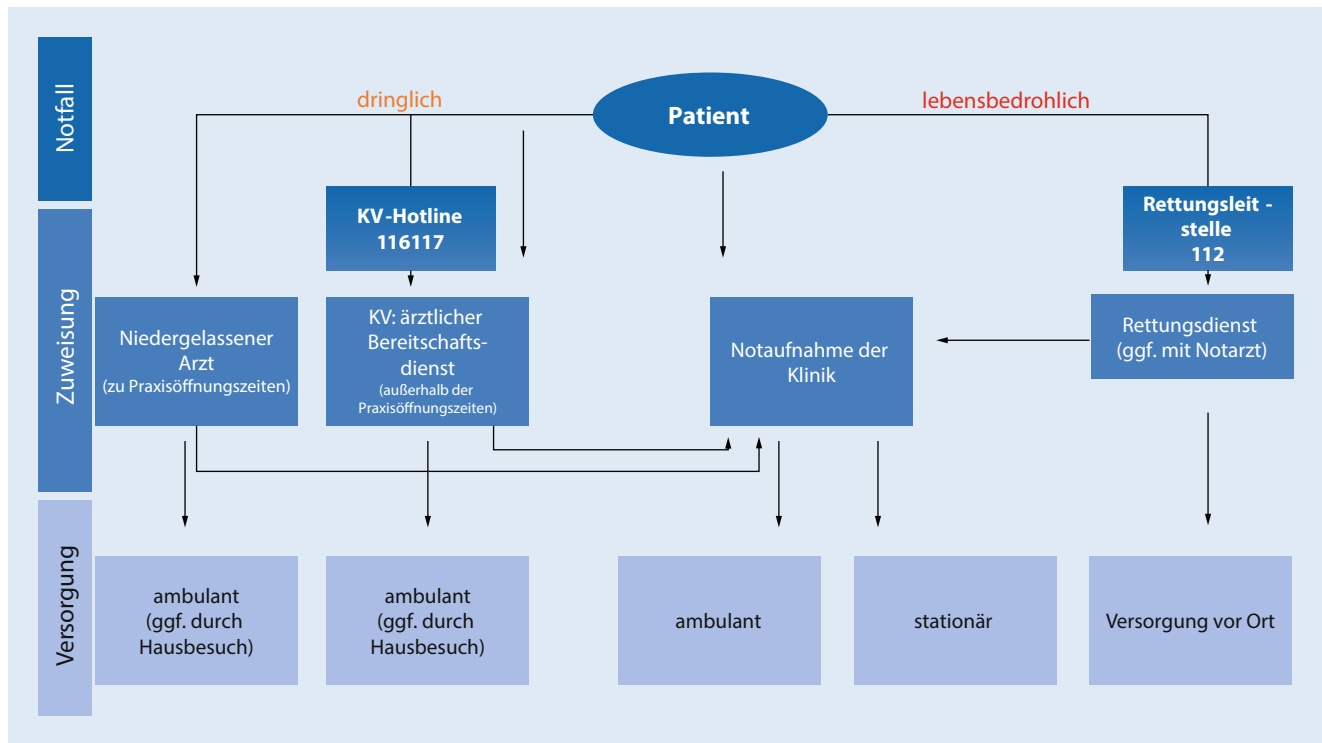 Notfall
dringlich
Patient
lebensbedrohlich
KV-Hotline
116117
Rettungsleit -
stelle
112
Zuweisung
Niedergelassener
Arzt
(zu Praxisöffnungszeiten)
KV: ärztlicher
Bereitschafts-
dienst
(außerhalb der
Praxisöffnungszeiten)
Notaufnahme der
Klinik
Rettungsdienst
(ggf. mit Notarzt)
Versorgung
ambulant
(ggf. durch
Hausbesuch)
ambulant
(ggf. durch
Hausbesuch)
ambulant
stationär
Versorgung vor Ort